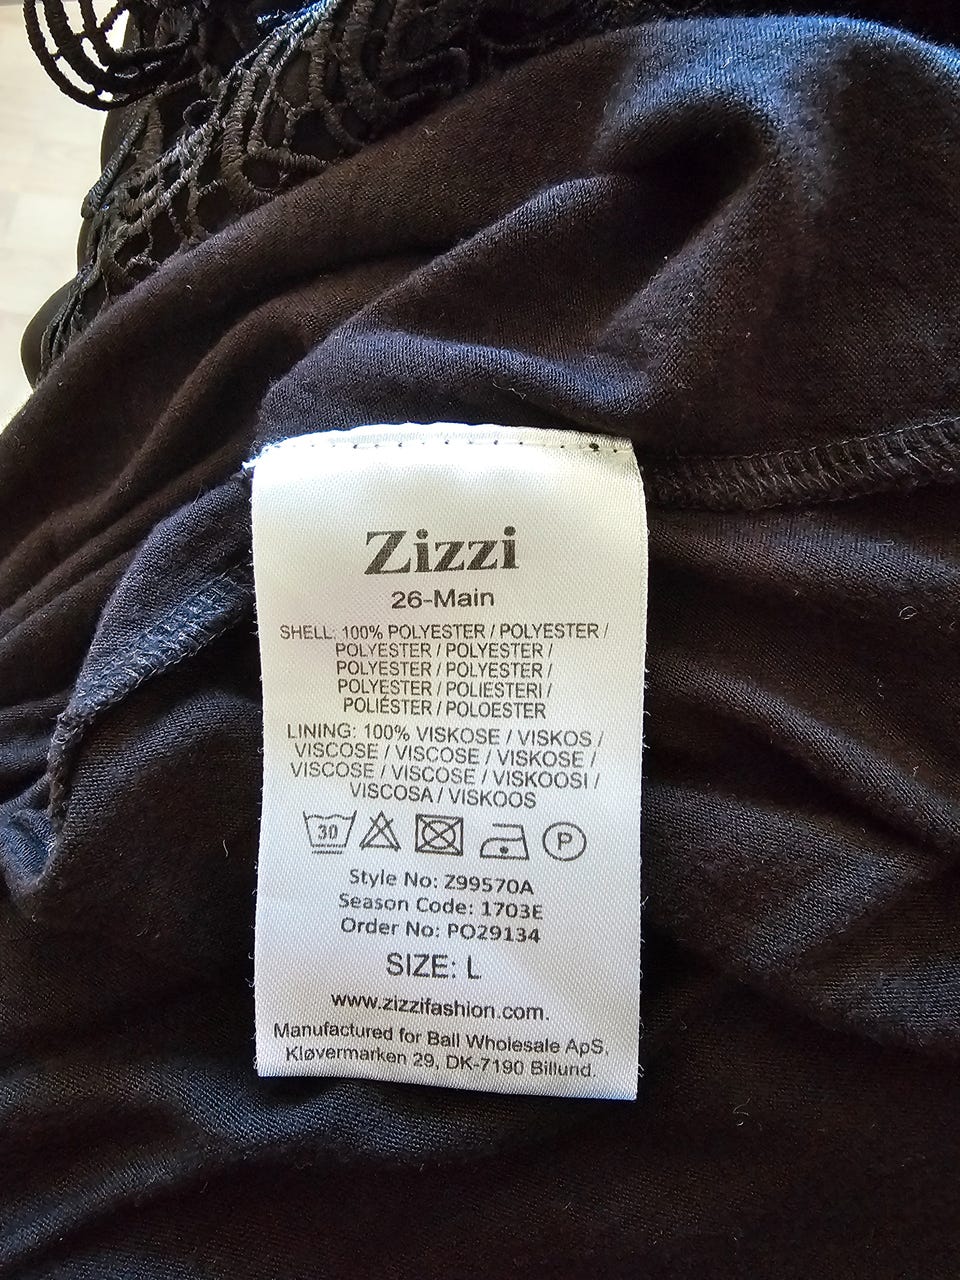 Zizzi
26-Main
SHELL: 100% POLYESTER / POLYESTER /
POLYESTER / POLYESTER /
POLYESTER / POLYESTER /
POLYESTER / POLIESTERI /
POLIÉSTER / POLOESTER
LINING: 100% VISKOSE / VISKOS /
VISCOSE / VISCOSE / VISKOSE /
VISCOSE / VISCOSE / VISKOOSI /
VISCOSA / VISKOOS
30 P
Style No: Z99570A
Season Code: 1703E
Order No: PO29134
SIZE: L
www.zizzifashion.com.
Manufactured for Ball Wholesale ApS,
Kløvermarken 29, DK-7190 Billund.